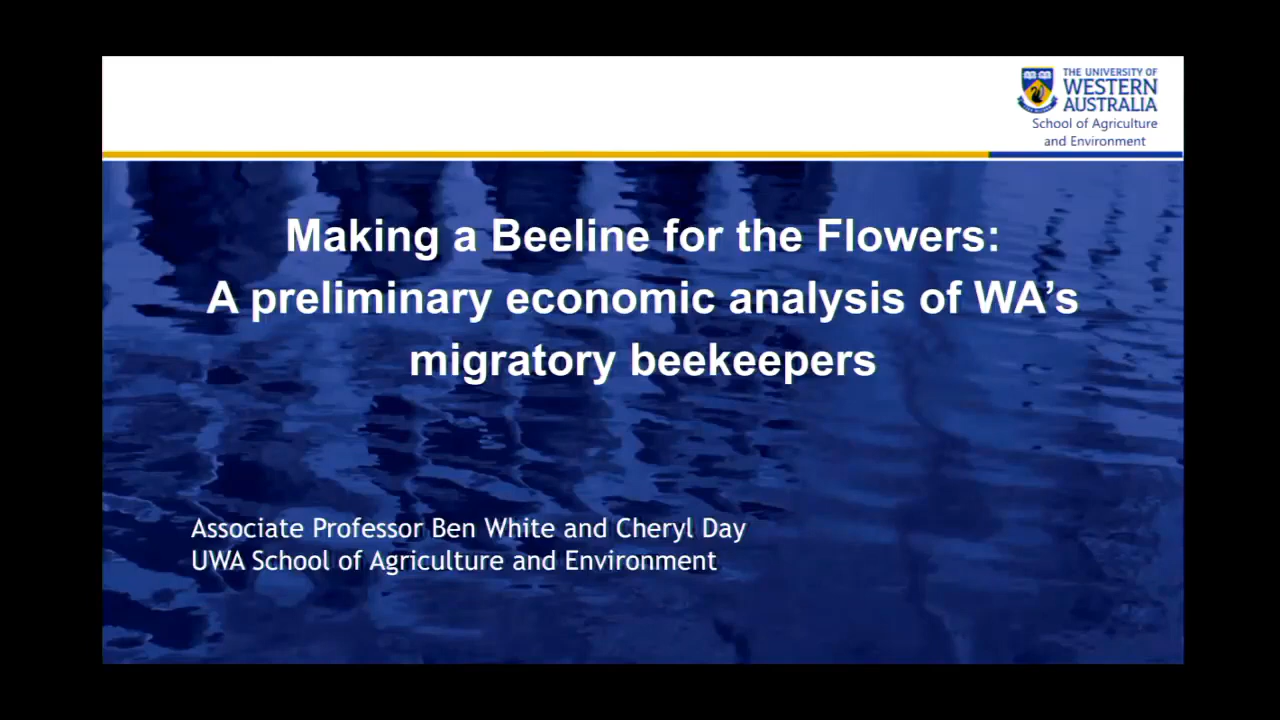 THE UNIVERSITY OF
WESTERN
AUSTRALIA
School of Agriculture
and Environment
Making a Beeline for the Flowers:
A preliminary economic analysis of WA’s
migratory beekeepers
Associate Professor Ben White and Cheryl Day
UWA School of Agriculture and Environment